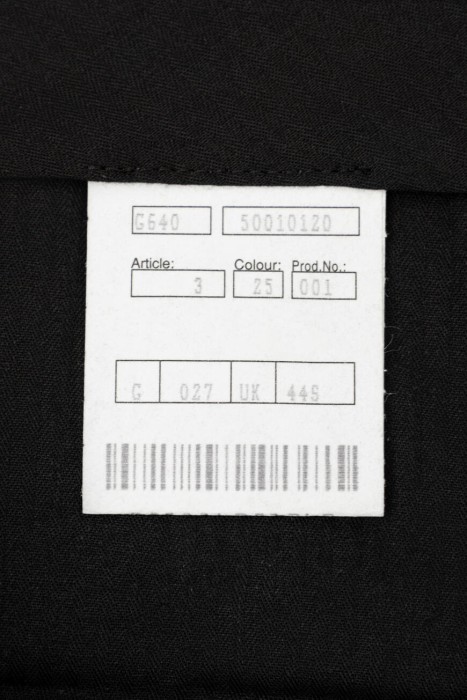 G640 50010120
Article: Colour: Prod.No.:
3 25 001
G 027 UK 44S